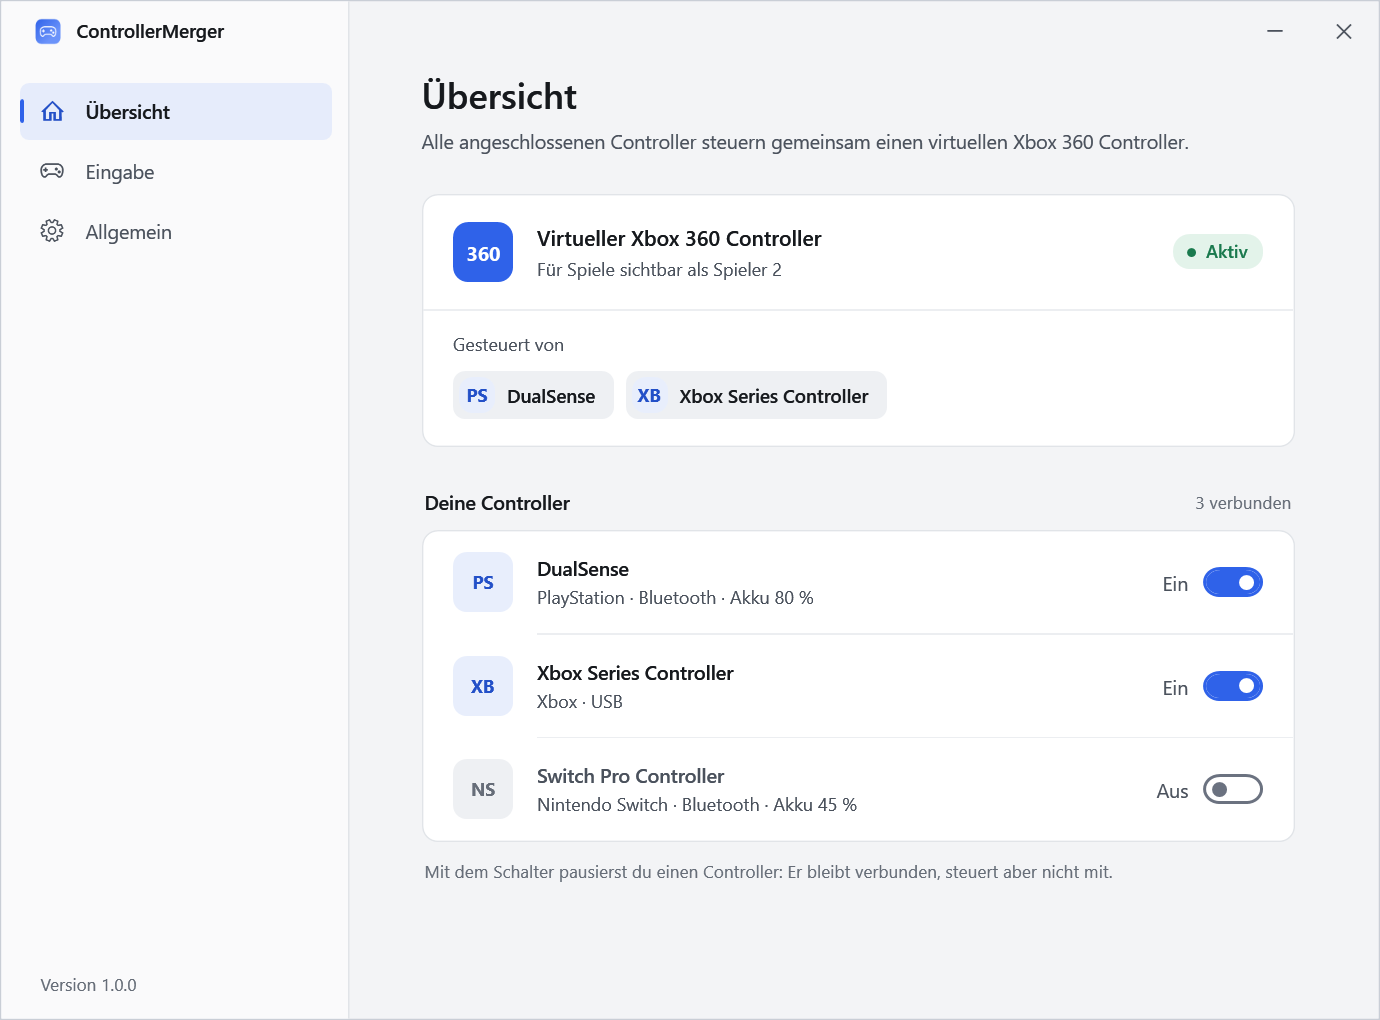 ControllerMerger
Übersicht
Eingabe
Allgemein
Version 1.0.0
Übersicht
Alle angeschlossenen Controller steuern gemeinsam einen virtuellen Xbox 360 Controller.
360
Virtueller Xbox 360 Controller
Für Spiele sichtbar als Spieler 2
Aktiv
Gesteuert von
PS DualSense XB Xbox Series Controller
Deine Controller 3 verbunden
PS
DualSense
PlayStation · Bluetooth · Akku 80 %
Ein
XB
Xbox Series Controller
Xbox · USB
Ein
NS
Switch Pro Controller
Nintendo Switch · Bluetooth · Akku 45 %
Aus
Mit dem Schalter pausierst du einen Controller: Er bleibt verbunden, steuert aber nicht mit.